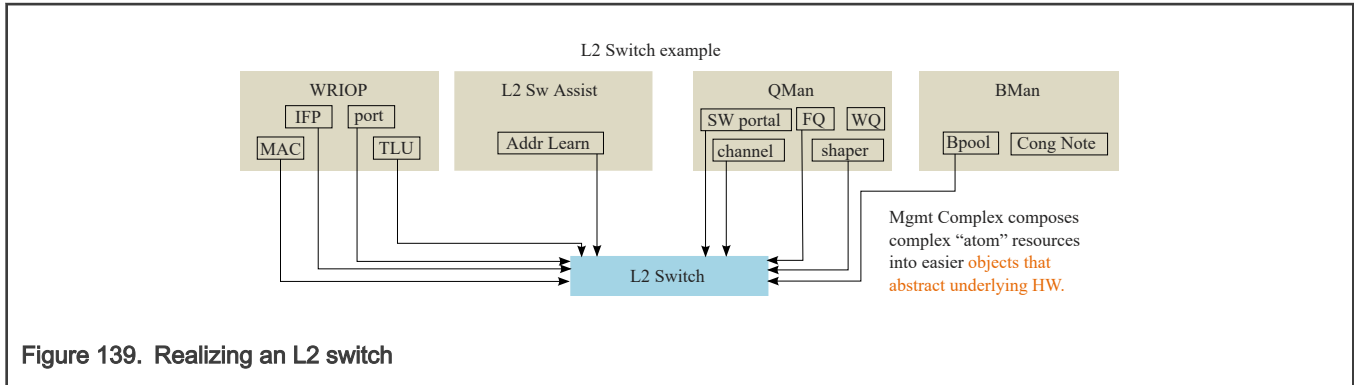 L2 Switch example
WRIOP
IFP
port
MAC
TLU
L2 Sw Assist
Addr Learn
QMan
SW portal
FQ
WQ
channel
shaper
BMan
Bpool
Cong Note
Mgmt Complex composes
complex “atom” resources
into easier objects that
abstract underlying HW.
L2 Switch
Figure 139. Realizing an L2 switch